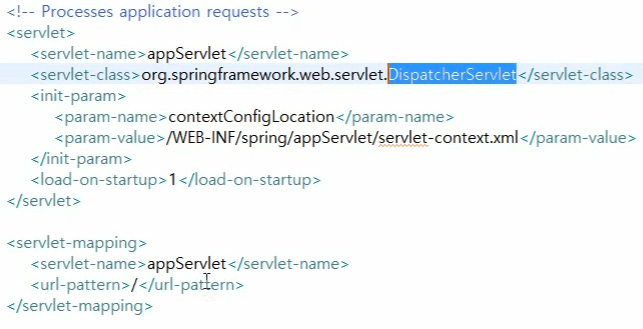 <!-- Processes application requests -->
<servlet>
<servlet-name>appServlet</servlet-name>
<servlet-class>org.springframework.web.servlet.DispatcherServlet</servlet-class>
<init-param>
<param-name>contextConfigLocation</param-name>
<param-value>/WEB-INF/spring/appServlet/servlet-context.xml</param-value>
</init-param>
<load-on-startup>1</load-on-startup>
</servlet>
<servlet-mapping>
<servlet-name>appServlet</servlet-name>
<url-pattern>/</url-pattern>
</servlet-mapping>